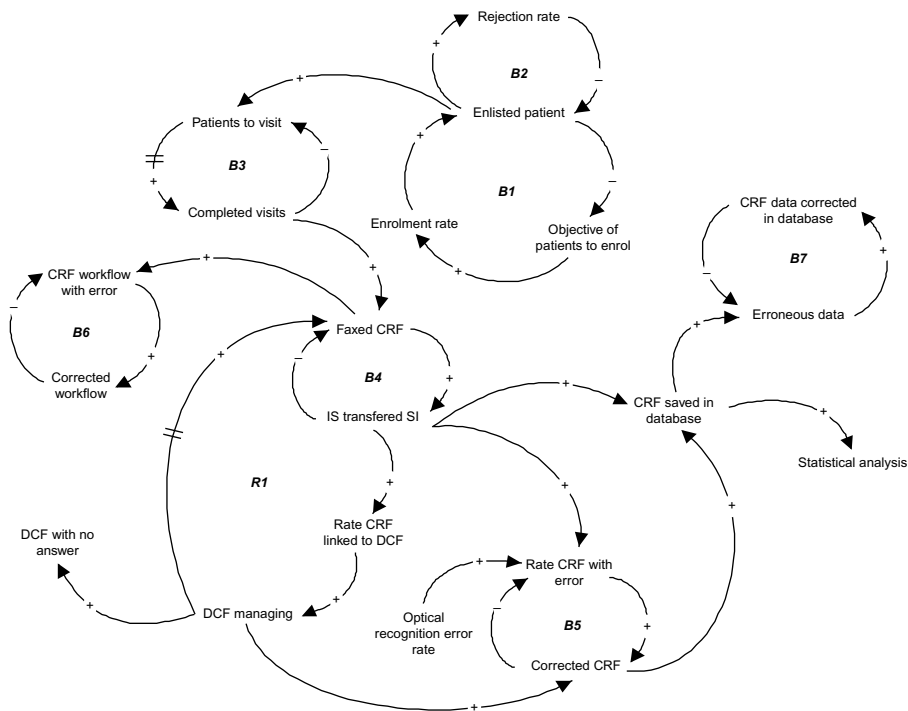 Rejection rate
+
B2
–
Enlisted patient
+
Patients to visit
+
–
B3
–
+
B1
CRF data corrected
in database
Completed visits
Enrolment rate
Objective of
patients to enrol
+
B7
–
+
+
+
CRF workflow
with error
–
B6
+
Erroneous data
+
Faxed CRF
+
–
B4
+
Corrected
workflow
+
IS transfered SI
CRF saved in
database
+
Statistical analysis
R1
+
+
+
Rate CRF
linked to DCF
DCF with no
answer
+
Rate CRF with
error
+
+
DCF managing
Optical
recognition error
rate
–
B5
+
Corrected CRF
+